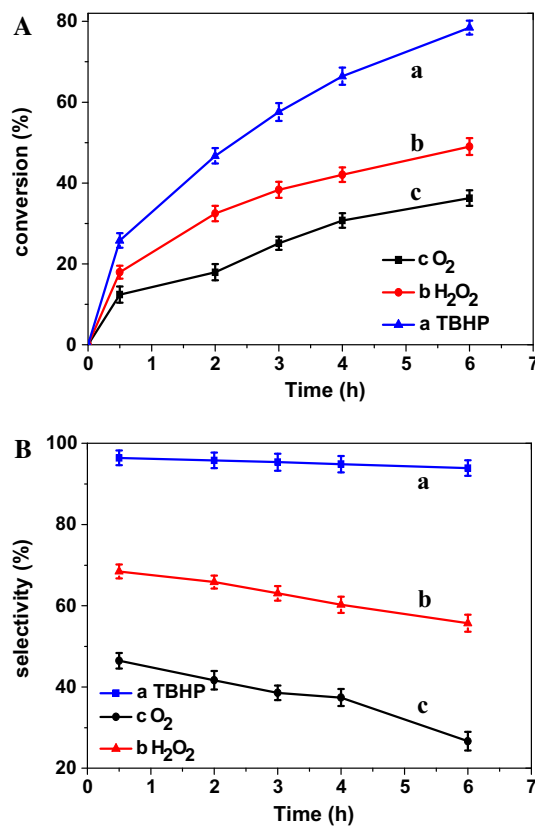 A
80
60
40
20
0
conversion (%)
a
b
c
c O2
b H2O2
a TBHP
0 1 2 3 4 5 6 7
Time (h)
B
100
80
60
40
20
selectivity (%)
a
b
c
a TBHP
c O2
b H2O2
0 1 2 3 4 5 6 7
Time (h)